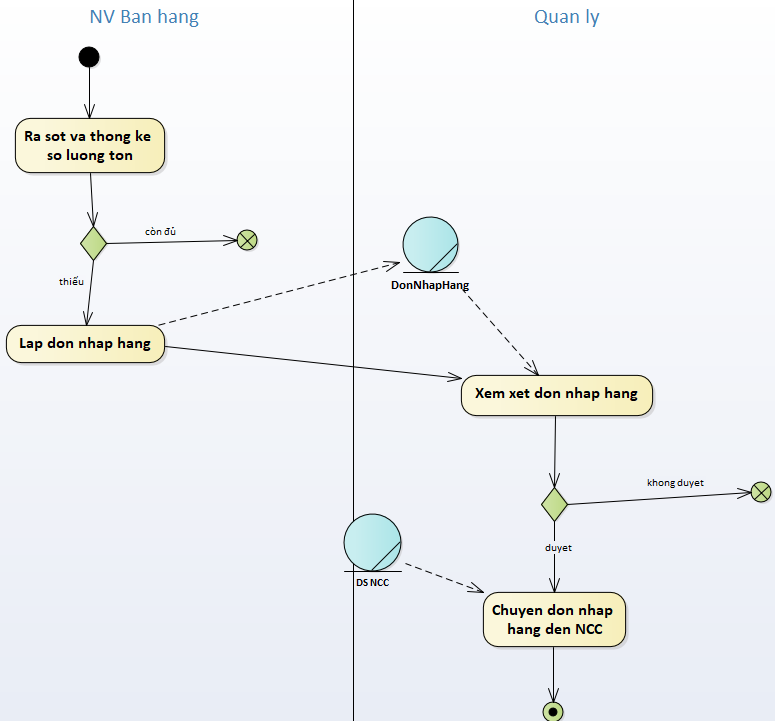 NV Ban hang
Quan ly
Ra sot va thong ke
so luong ton
còn đủ
thiếu
DonNhapHang
Lap don nhap hang
Xem xet don nhap hang
khong duyet
duyet
DS NCC
Chuyen don nhap
hang den NCC